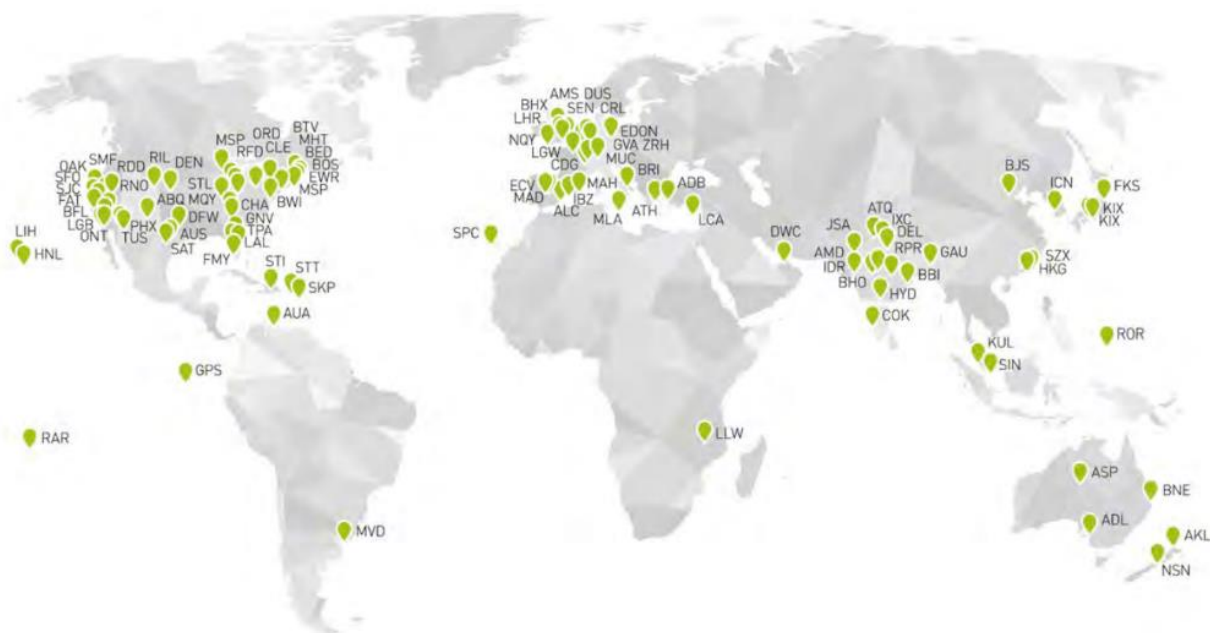 AMS DUS
BHX SEN CRL
LHR
NQY EDON
LGW GVA ZRH
CDG MUC
BRI
ECV MAH ADB
MAD IBZ
ALC MLA ATH LCA
SPC
ORD BTV
MSP CLE MHT
RFD BED
BOS
EWR
MSP
BWI
SMF RDD RIL DEN
OAK
SFO
SJC RNO STL
FAT ABQ MQY CHA
BFL GNV
LGB PHX DFW TPA
ONT TUS AUS LAL
SAT FMY
LIH
HNL
STI STT
SKP
AUA
GPS
RAR
MVD
LLW
DWC
ATQ IXC
JSA DEL
AMD RPR GAU
IDR
BHO BBI
HYD
COK
BJS ICN FKS
KIX
KIX
SZX
HKG
KUL
SIN
ROR
ASP
BNE
ADL
AKL
NSN